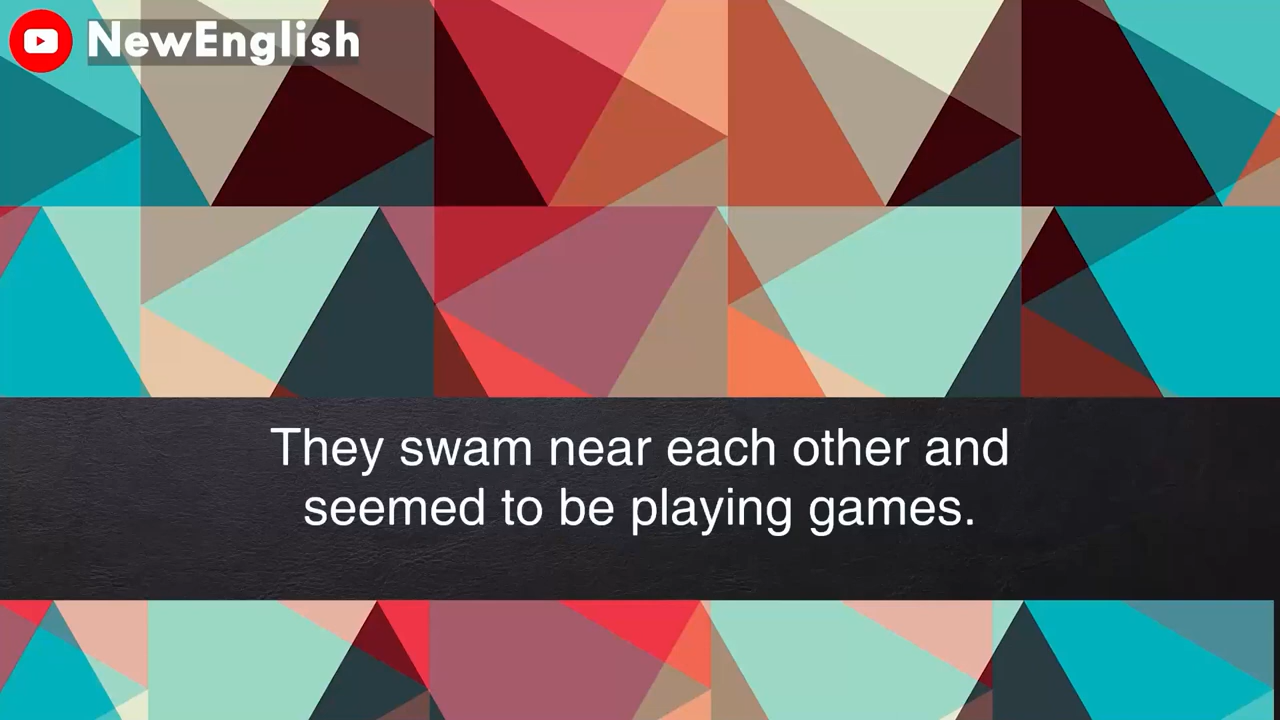 NewEnglish
They swam near each other and
seemed to be playing games.